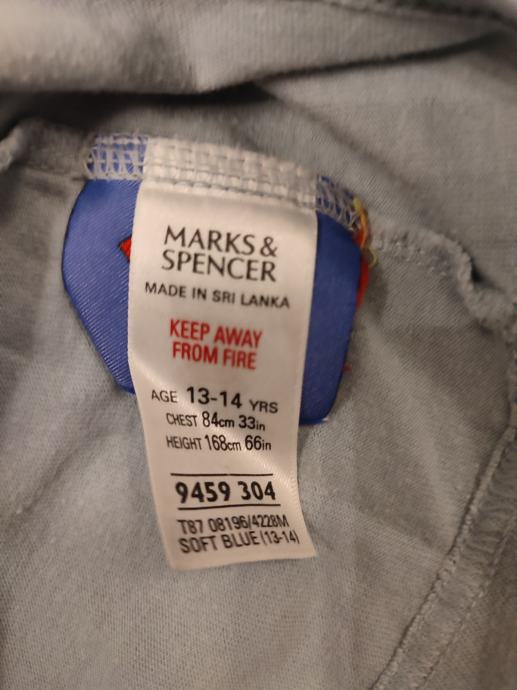 MARKS &
SPENCER
MADE IN SRI LANKA
KEEP AWAY
FROM FIRE
AGE 13-14 YRS
CHEST 84cm 33in
HEIGHT 168cm 66in
9459 304
T87 08196/4228M
SOFT BLUE (13-14)